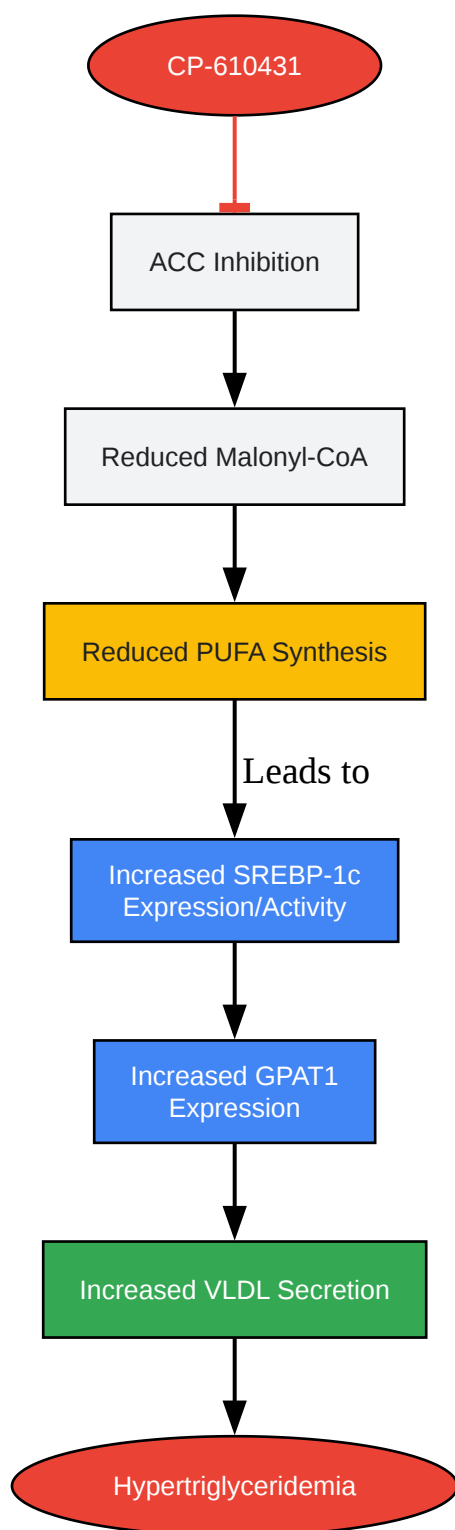 CP-610431
ACC Inhibition
Reduced Malonyl-CoA
Reduced PUFA Synthesis
Leads to
Increased SREBP-1c
Expression/Activity
Increased GPAT1
Expression
Increased VLDL Secretion
Hypertriglyceridemia